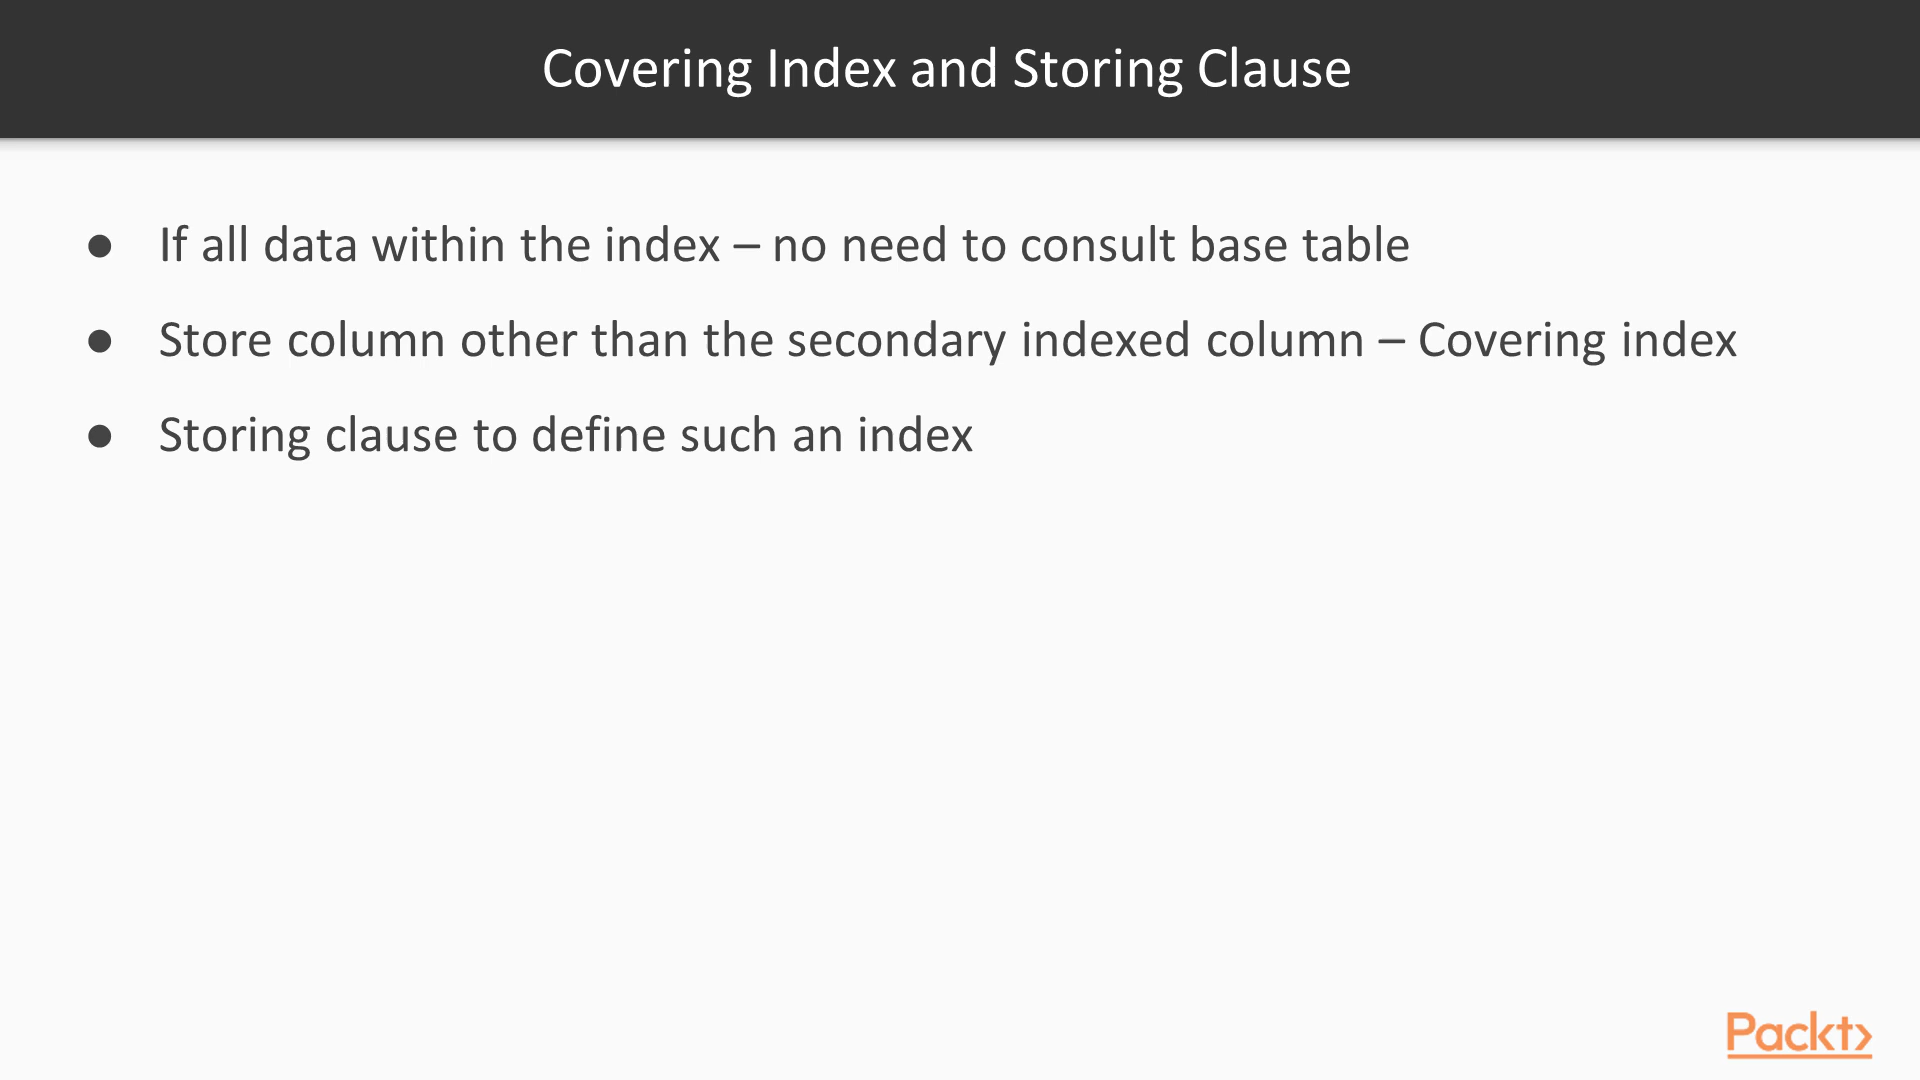 Covering Index and Storing Clause
● If all data within the index – no need to consult base table
● Store column other than the secondary indexed column – Covering index
● Storing clause to define such an index
Packt>